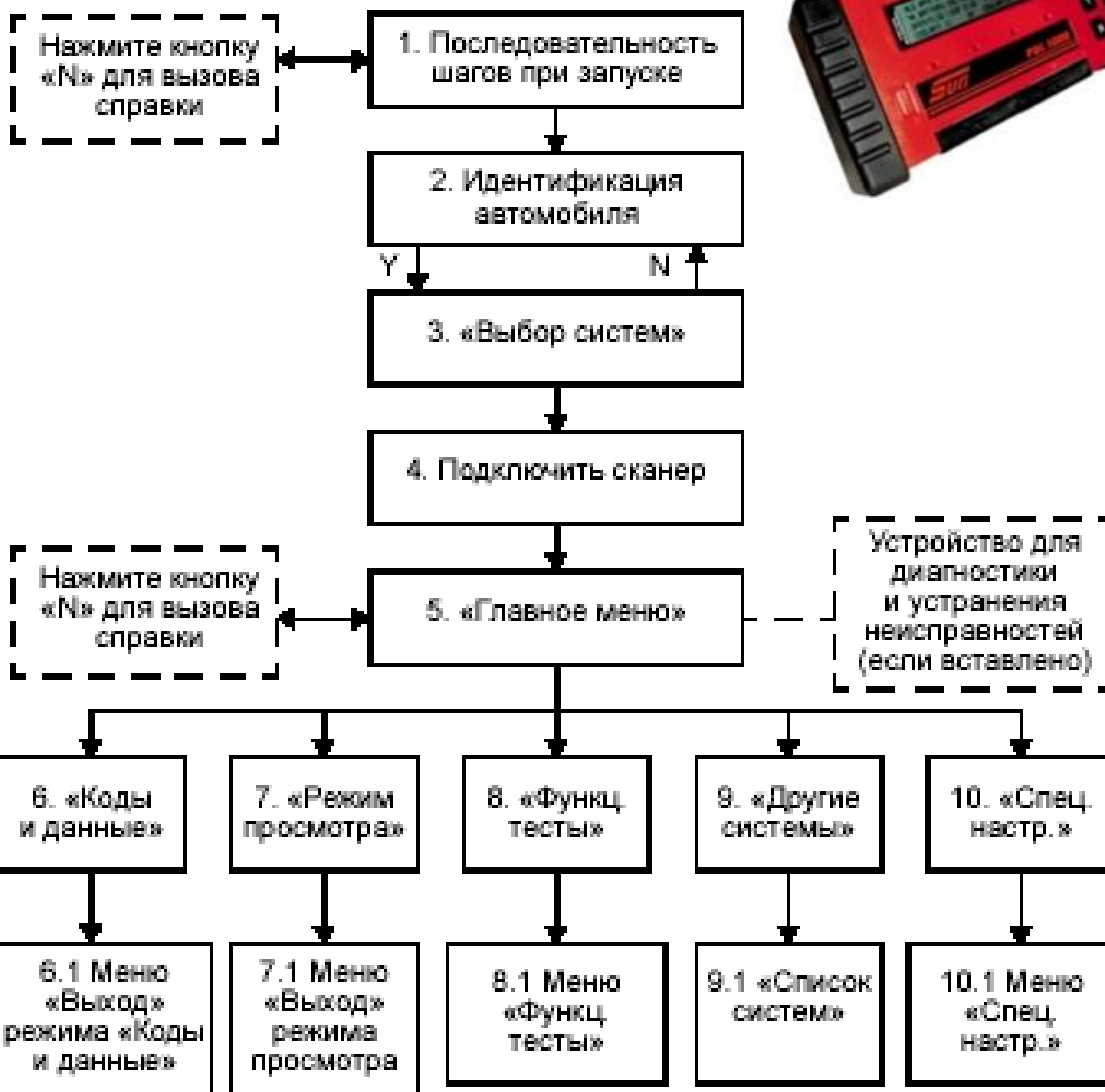 Нажмите кнопку
«N» для вызова
справки
1. Последовательность
шагов при запуске
Sun
2. Идентификация
автомобиля
Y
N
3. «Выбор систем»
4. Подключить сканер
Нажмите кнопку
«N» для вызова
справки
5. «Главное меню»
Устройство для
диагностики
и устранения
неисправностей
(если вставлено)
6. «Коды
и данные»
7. «Режим
просмотра»
8. «Функц.
тесты»
9. «Другие
системы»
10. «Спец.
настр.»
6.1 Меню
«Выход»
режима «Коды
и данные»
7.1 Меню
«Выход»
режима
просмотра
8.1 Меню
«Функц.
тесты»
9.1 «Список
систем»
10.1 Меню
«Спец.
настр.»